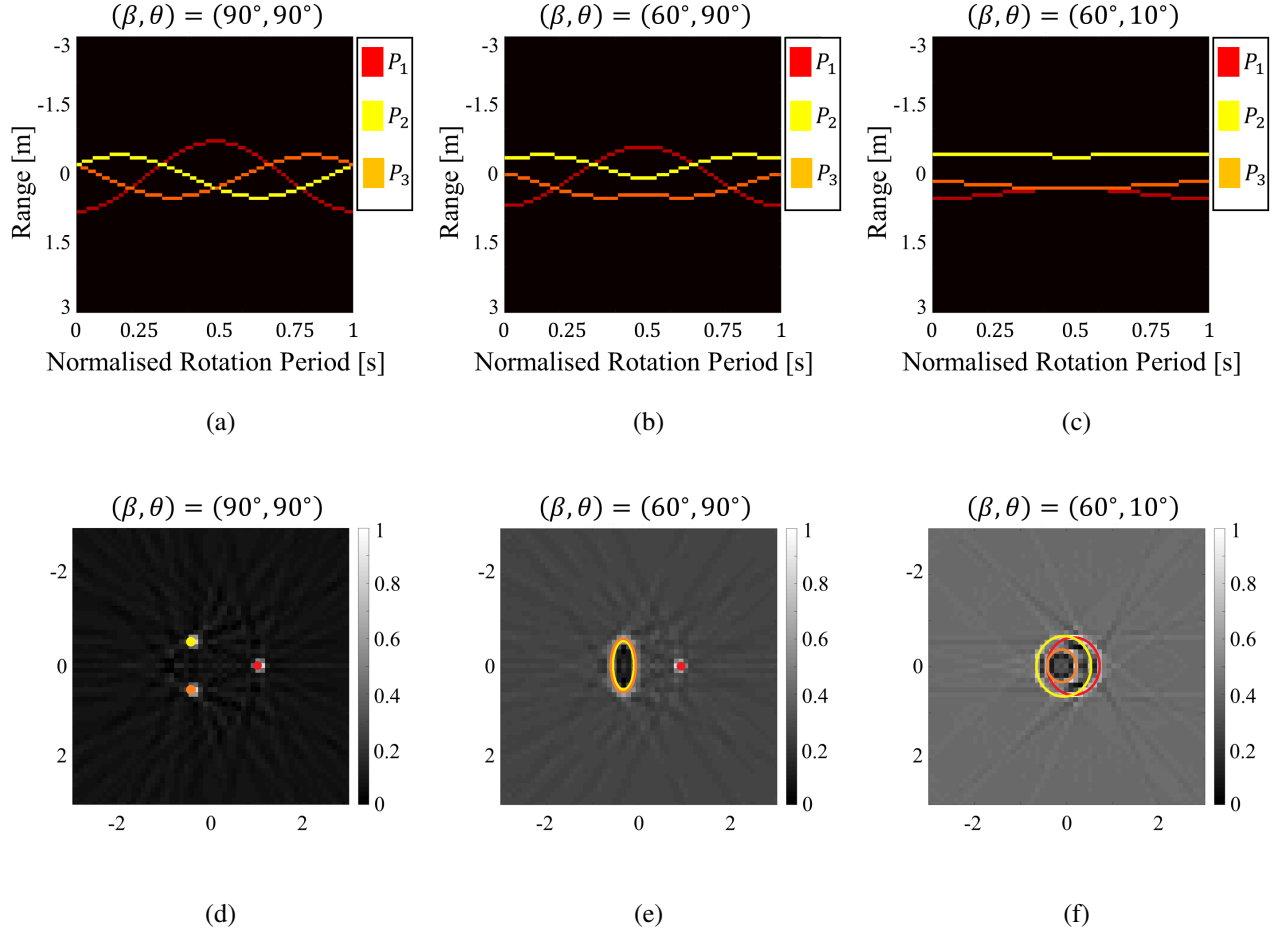 (β, θ) = (90°, 90°)
-3
-1.5
0
1.5
3
Range [m]
0
0.25
0.5
0.75
1
Normalised Rotation Period [s]
P₁
P₂
P₃
(a)
(β, θ) = (60°, 90°)
-3
-1.5
0
1.5
3
Range [m]
0
0.25
0.5
0.75
1
Normalised Rotation Period [s]
P₁
P₂
P₃
(b)
(β, θ) = (60°, 10°)
-3
-1.5
0
1.5
3
Range [m]
0
0.25
0.5
0.75
1
Normalised Rotation Period [s]
P₁
P₂
P₃
(c)
(β, θ) = (90°, 90°)
-2
0
2
-2
0
2
1
0.8
0.6
0.4
0.2
0
(d)
(β, θ) = (60°, 90°)
-2
0
2
-2
0
2
1
0.8
0.6
0.4
0.2
0
(e)
(β, θ) = (60°, 10°)
-2
0
2
-2
0
2
1
0.8
0.6
0.4
0.2
0
(f)